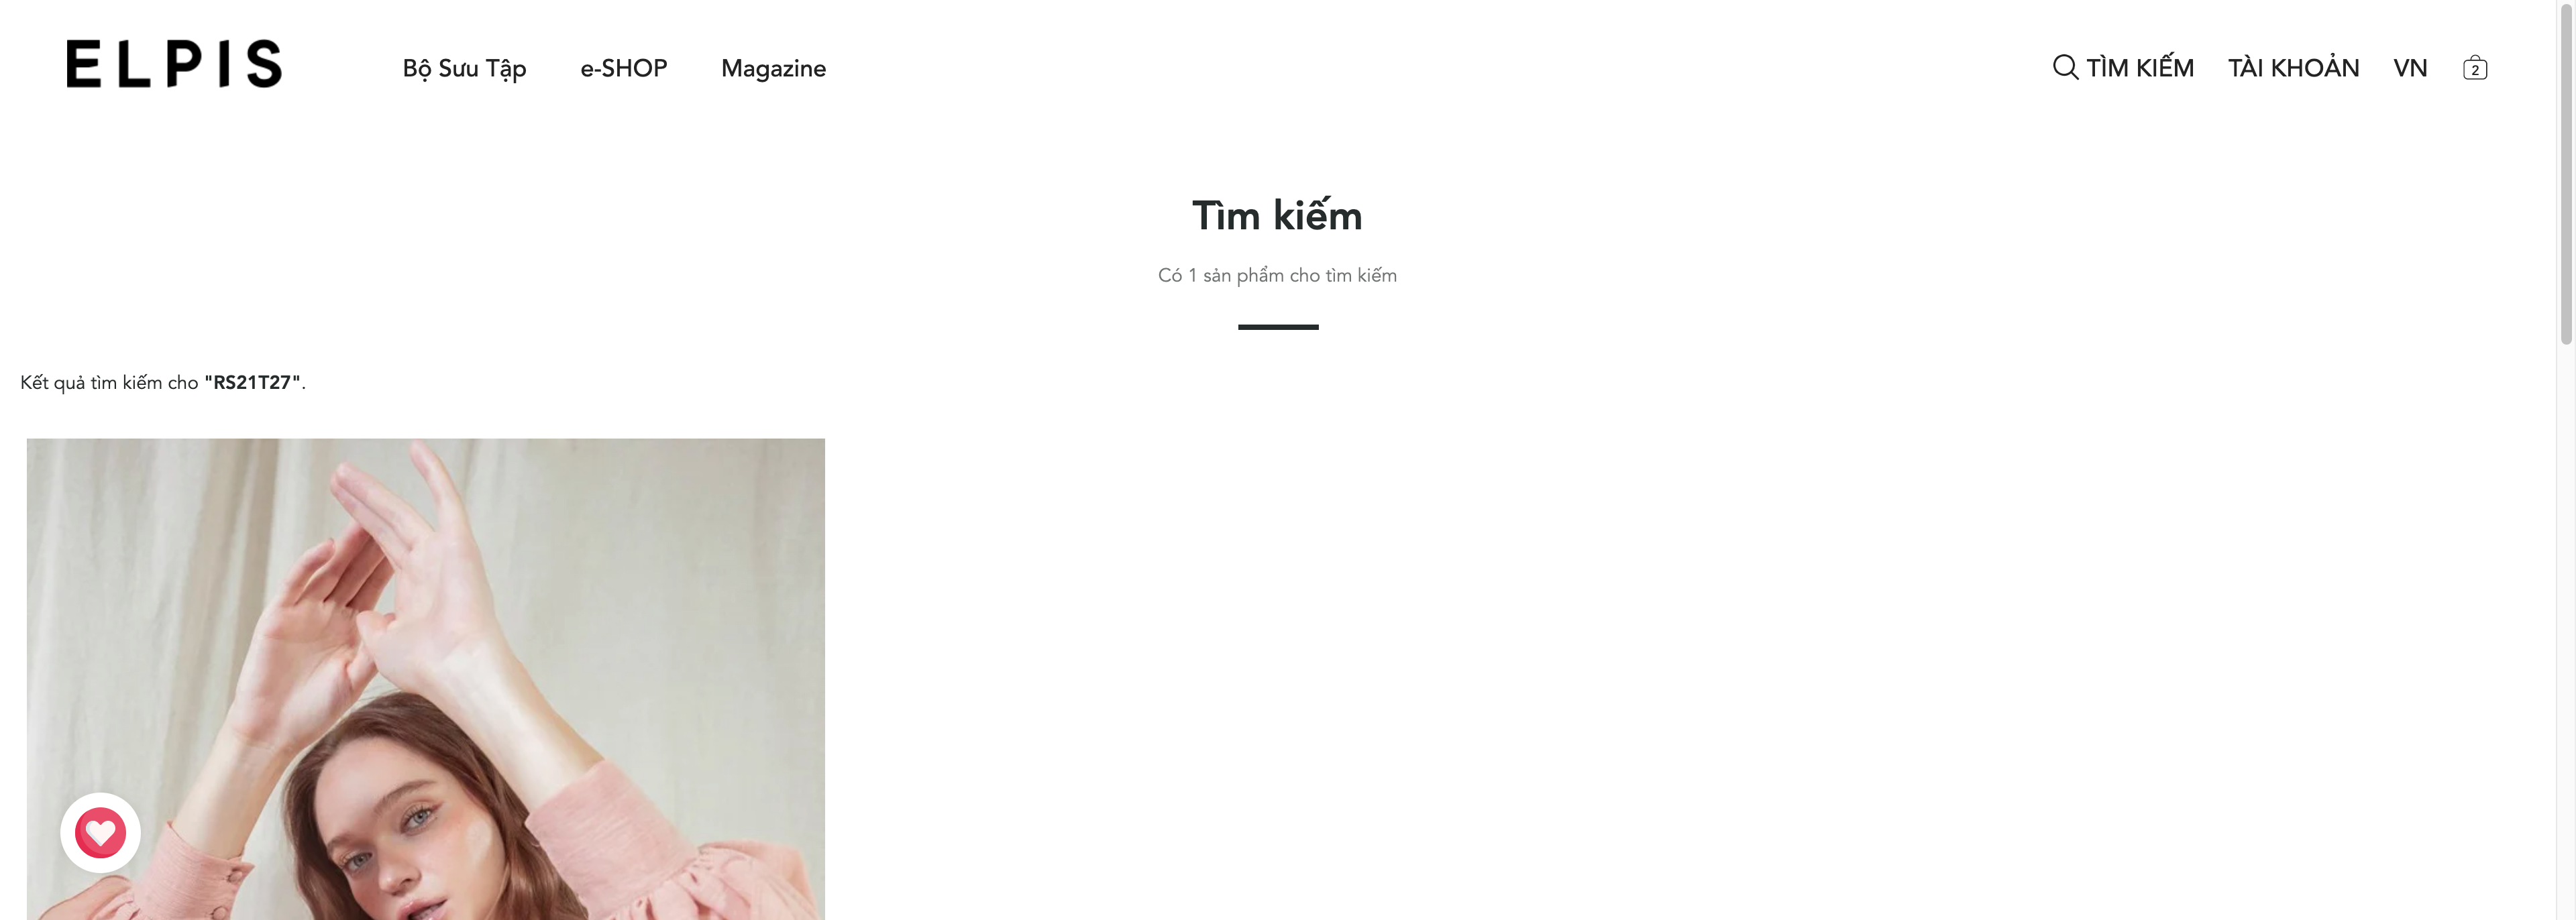 ELPIS
Bộ Sưu Tập
e-SHOP
Magazine
TÌM KIẾM
TÀI KHOẢN
VN
2
Tìm kiếm
Có 1 sản phẩm cho tìm kiếm
Kết quả tìm kiếm cho "RS21T27".